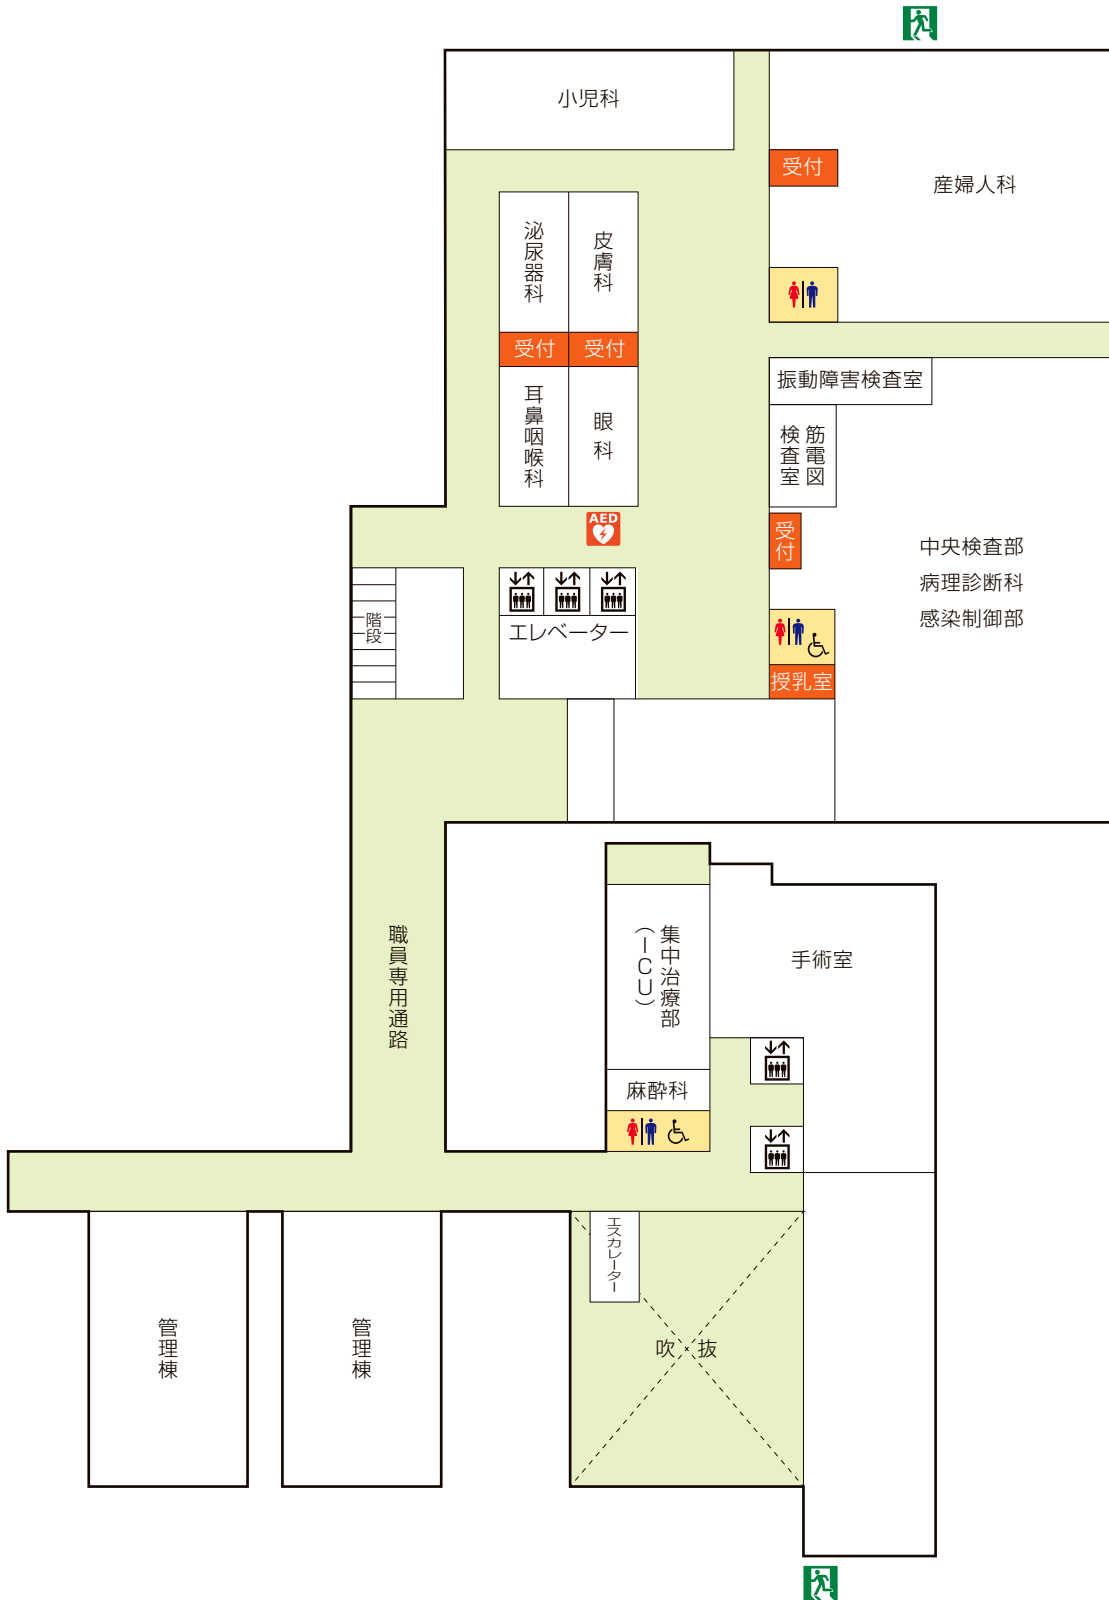 小児科
受付
産婦人科
泌尿器科
皮膚科
受付
受付
耳鼻咽喉科
眼科
振動障害検査室
筋電図
検査室
AED
受付
中央検査部
病理診断科
感染制御部
階段
エレベーター
授乳室
職員専用通路
集中治療部
(ICU)
手術室
麻酔科
エスカレーター
吹抜
管理棟
管理棟